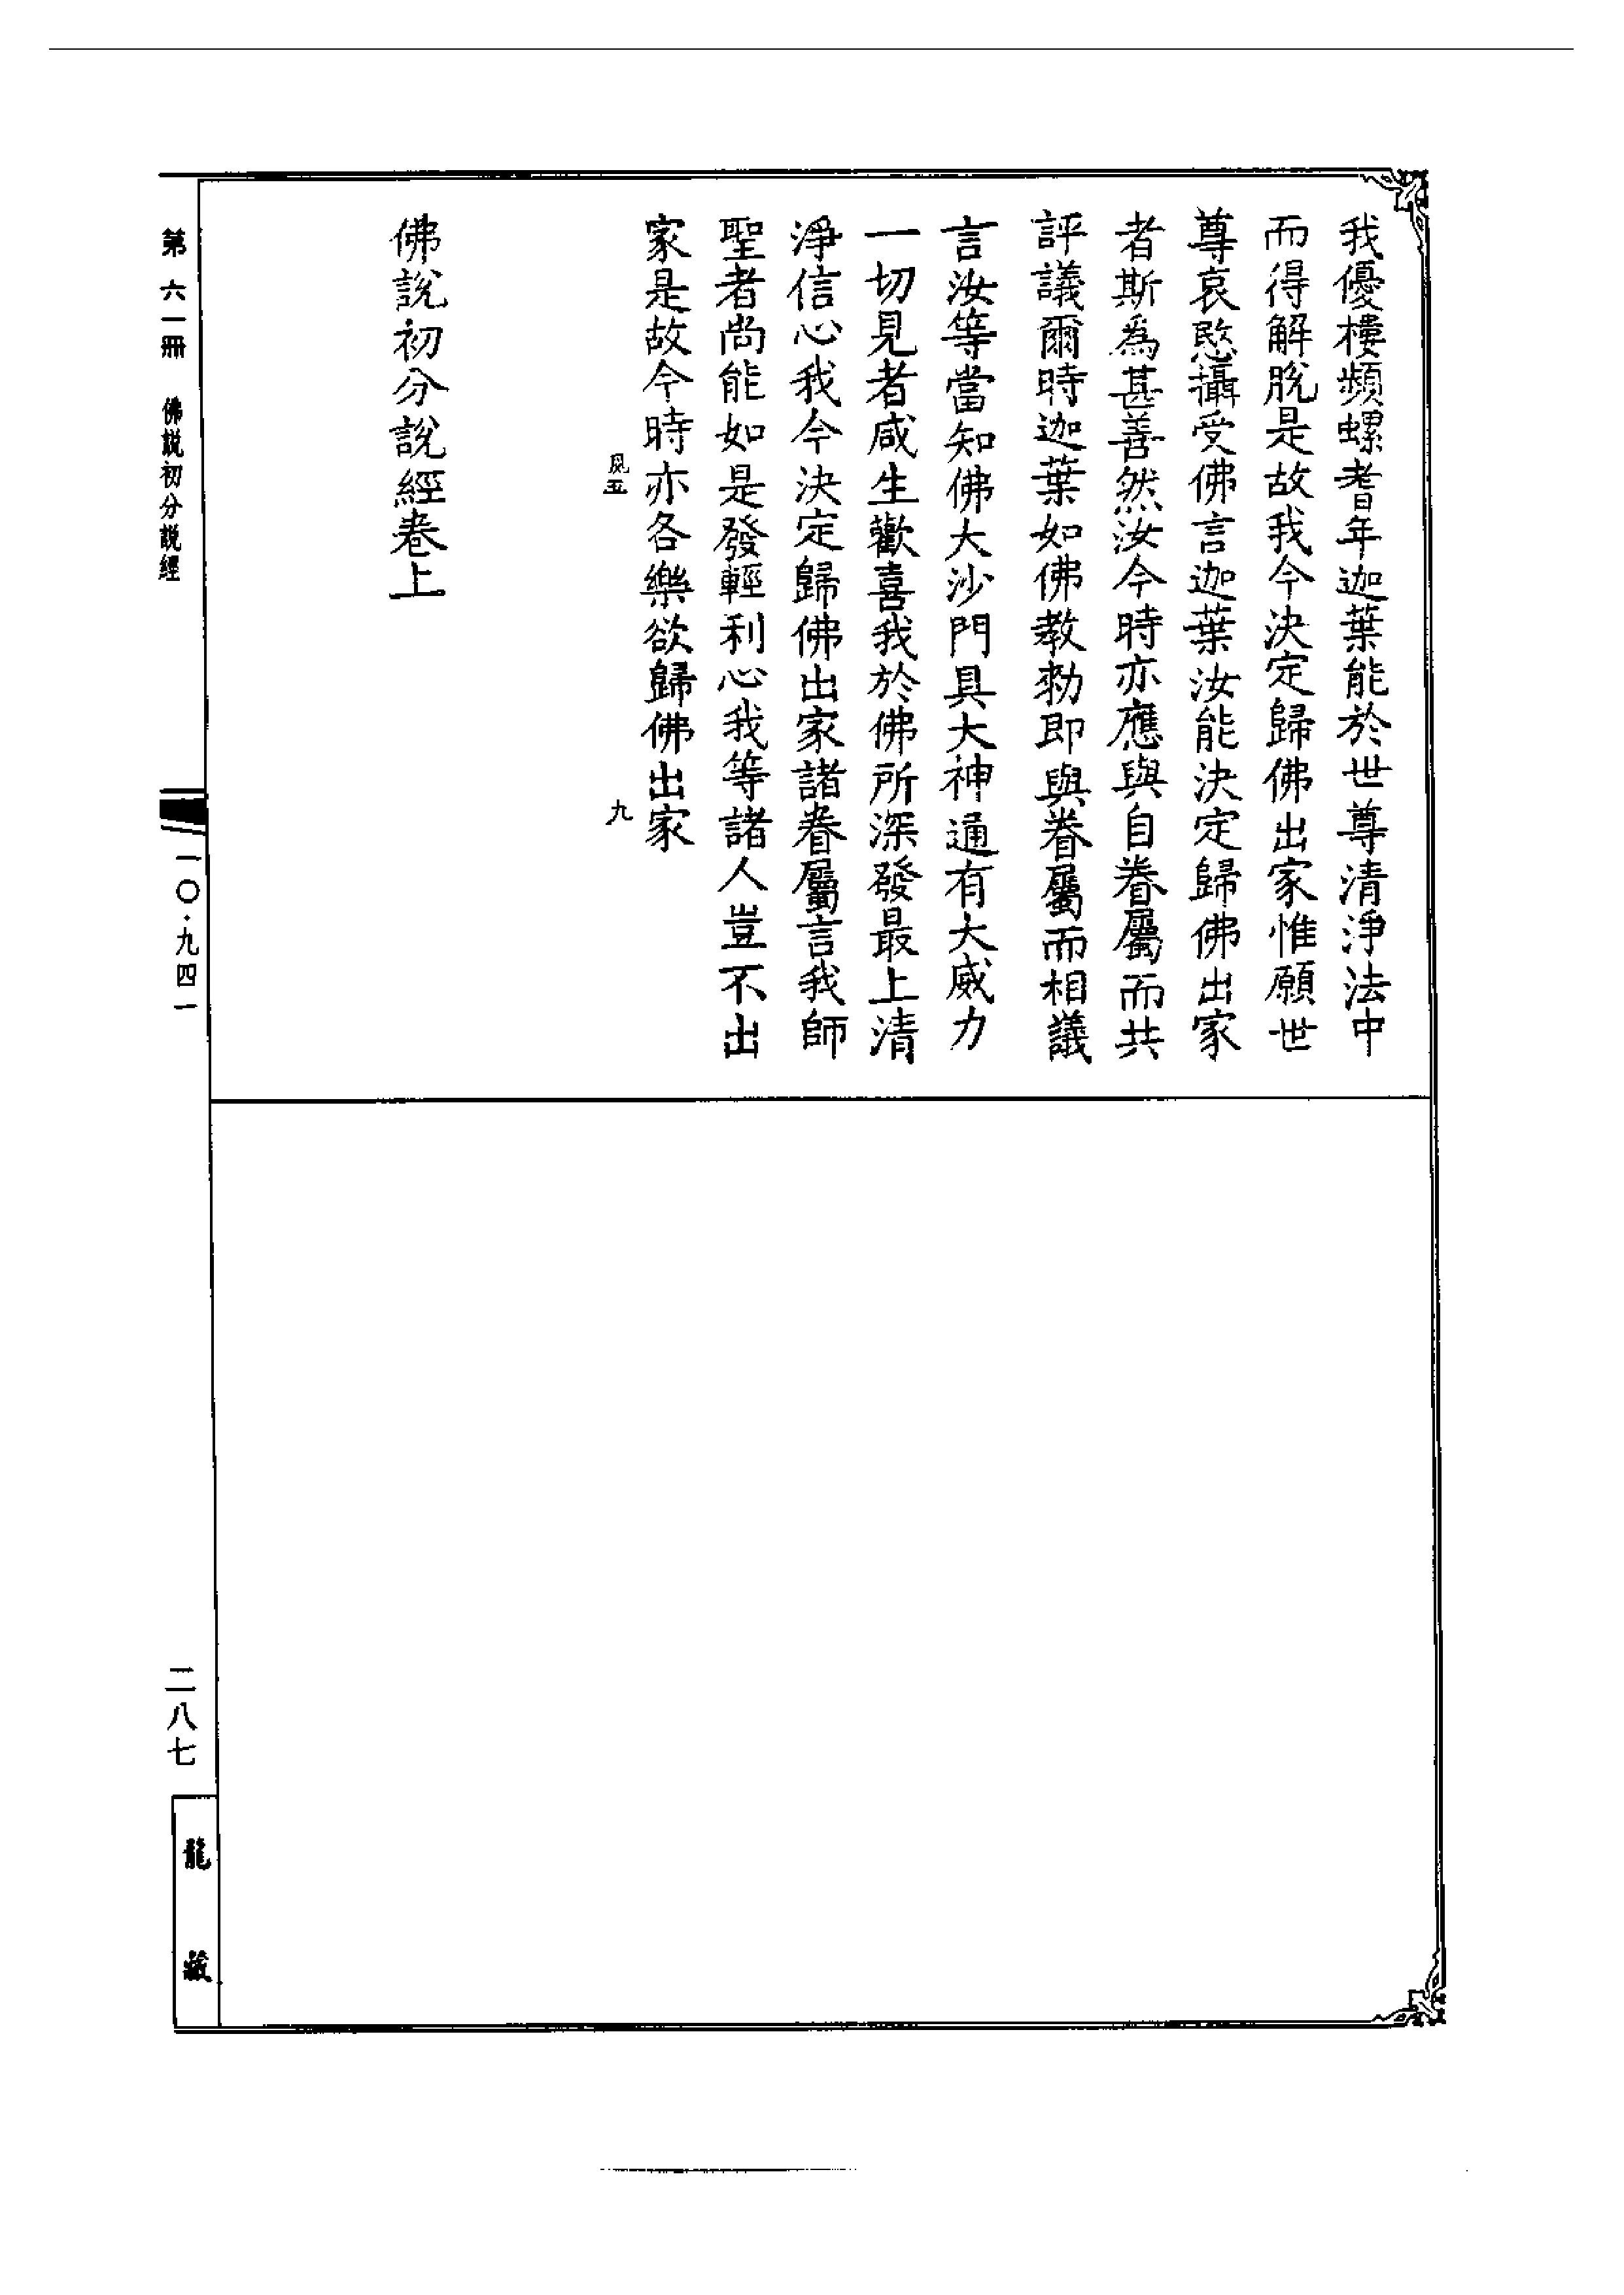 我優樓頻螺耆年迦葉能於世尊清淨法中
而得解脫是故我今決定歸佛出家惟願世
尊哀愍攝受佛言迦葉汝能決定歸佛出家
者斯為甚善然汝今時亦應與自眷屬而共
評議爾時迦葉如佛教勑即與眷屬而相議
言汝等當知佛大沙門具大神通有大威力
一切見者咸生歡喜我於佛所深發最上清
淨信心我今決定歸佛出家諸眷屬言我師
聖者尚能如是發輕利心我等諸人豈不出
家是故今時亦各樂欲歸佛出家
五 九
佛說初分說經卷上
第六一冊 佛説初分説經
一〇·九四一
二八七
龍藏